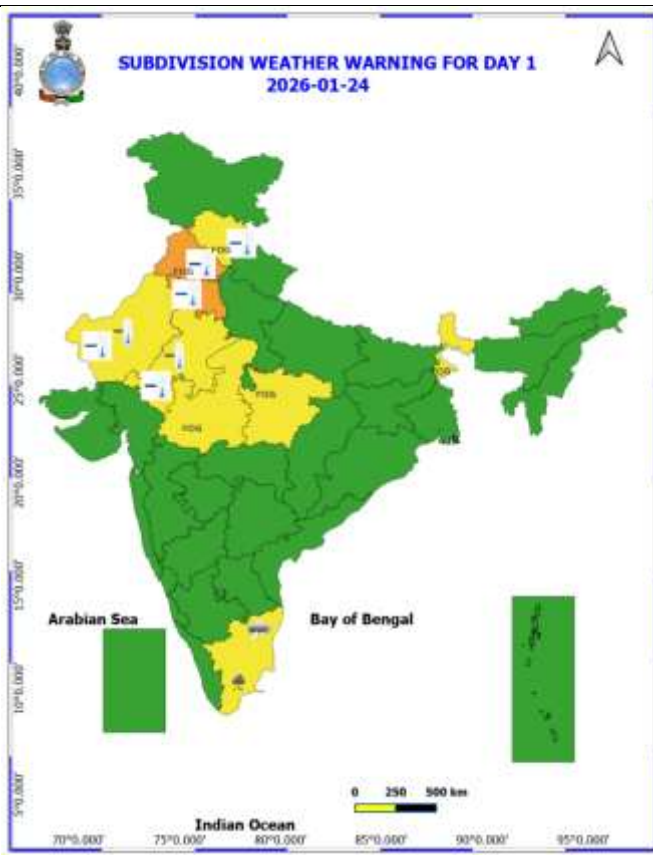 SUBDIVISION WEATHER WARNING FOR DAY 1
2026-01-24
40°0.000'
35°0.000'
30°0.000'
25°0.000'
20°0.000'
15°0.000'
10°0.000'
5°0.000'
FOG
FOG
FOG
FOG
Arabian Sea
Bay of Bengal
0 250 500 km
Indian Ocean
70°0.000' 75°0.000' 80°0.000' 85°0.000' 90°0.000' 95°0.000'